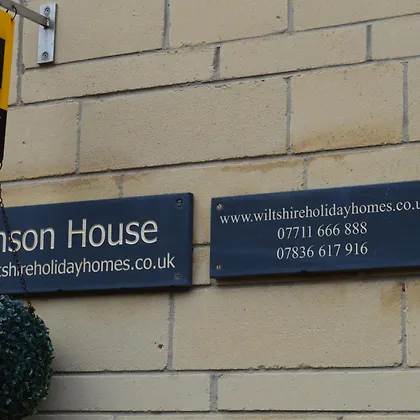 nson House
tshireholidayhomes.co.uk
www.wiltshireholidayhomes.co.u
07711 666 888
07836 617 916